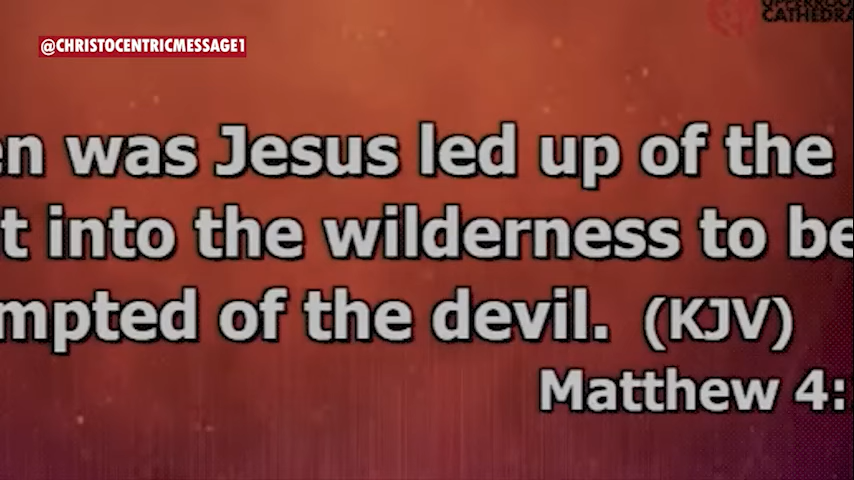 @CHRISTOCENTRICMESSAGE1
CATHEDRA
en was Jesus led up of the
t into the wilderness to be
mpted of the devil. (KJV)
Matthew 4: